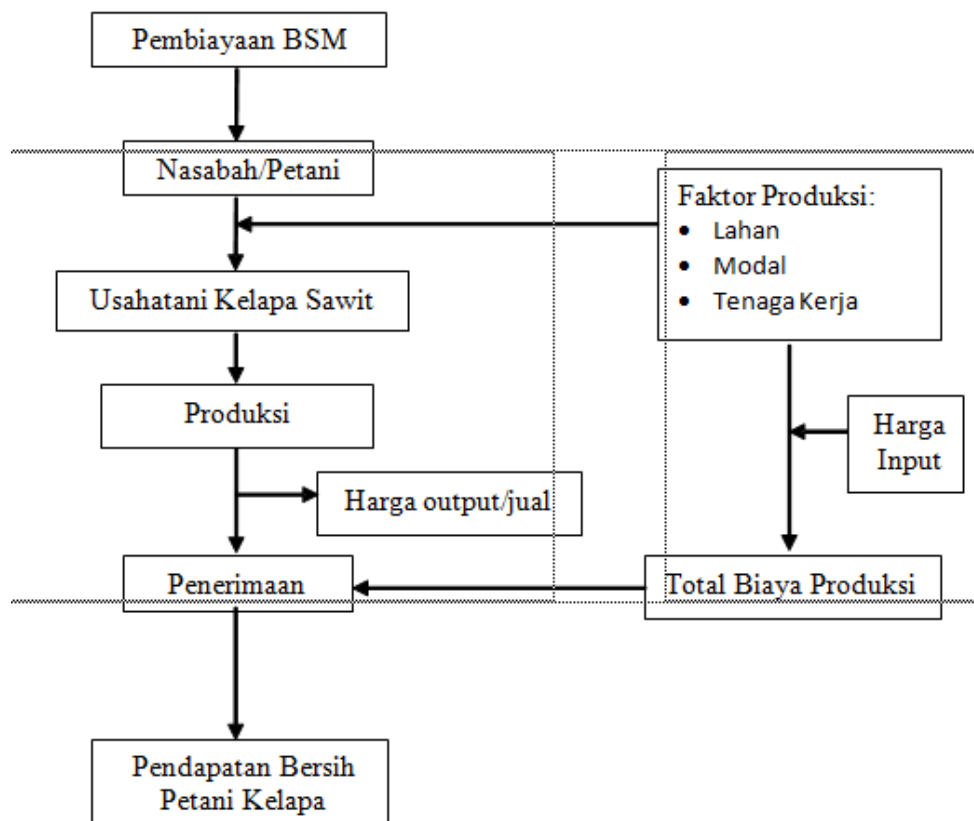 Pembiayaan BSM
Nasabah/Petani
Faktor Produksi:
• Lahan
• Modal
• Tenaga Kerja
Usahatani Kelapa Sawit
Produksi
Harga
Input
Harga output/jual
Penerimaan
Total Biaya Produksi
Pendapatan Bersih
Petani Kelapa